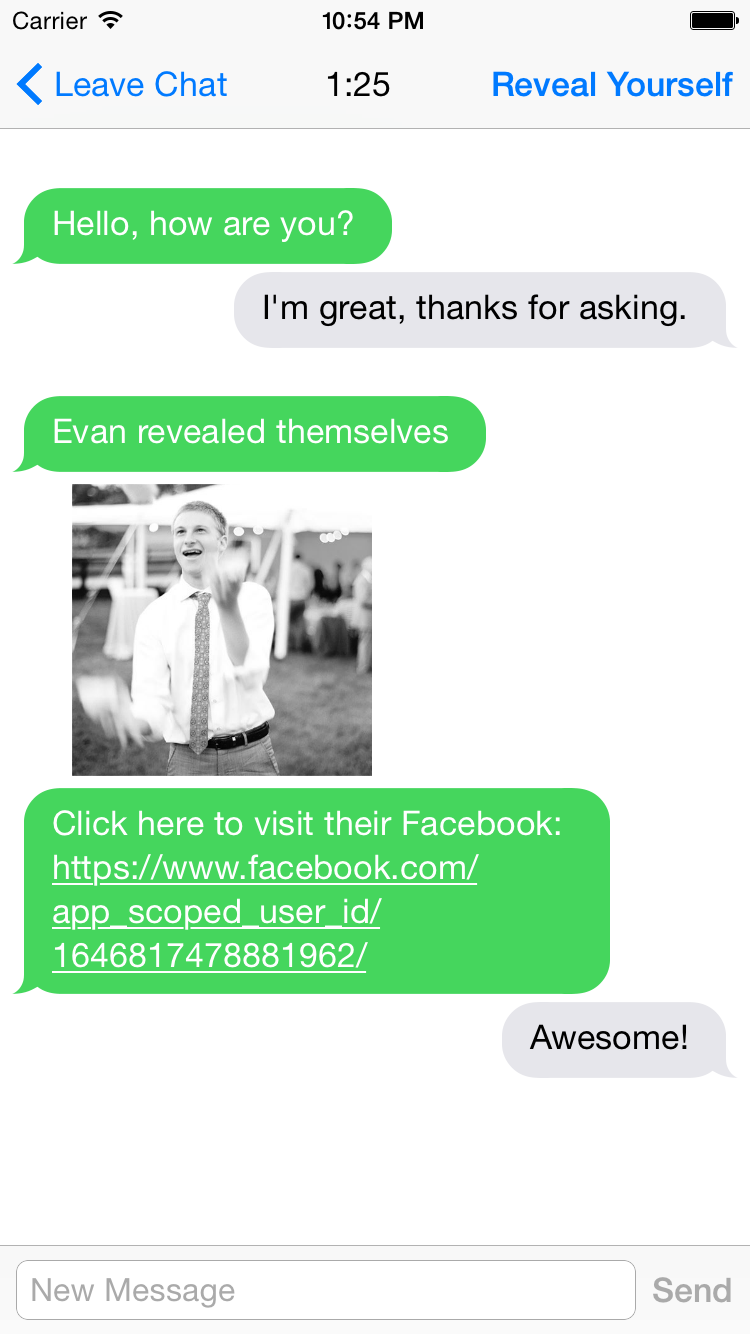 Carrier 10:54 PM
Leave Chat 1:25 Reveal Yourself
Hello, how are you?
I'm great, thanks for asking.
Evan revealed themselves
Click here to visit their Facebook:
https://www.facebook.com/
app_scoped_user_id/
1646817478881962/
Awesome!
New Message Send